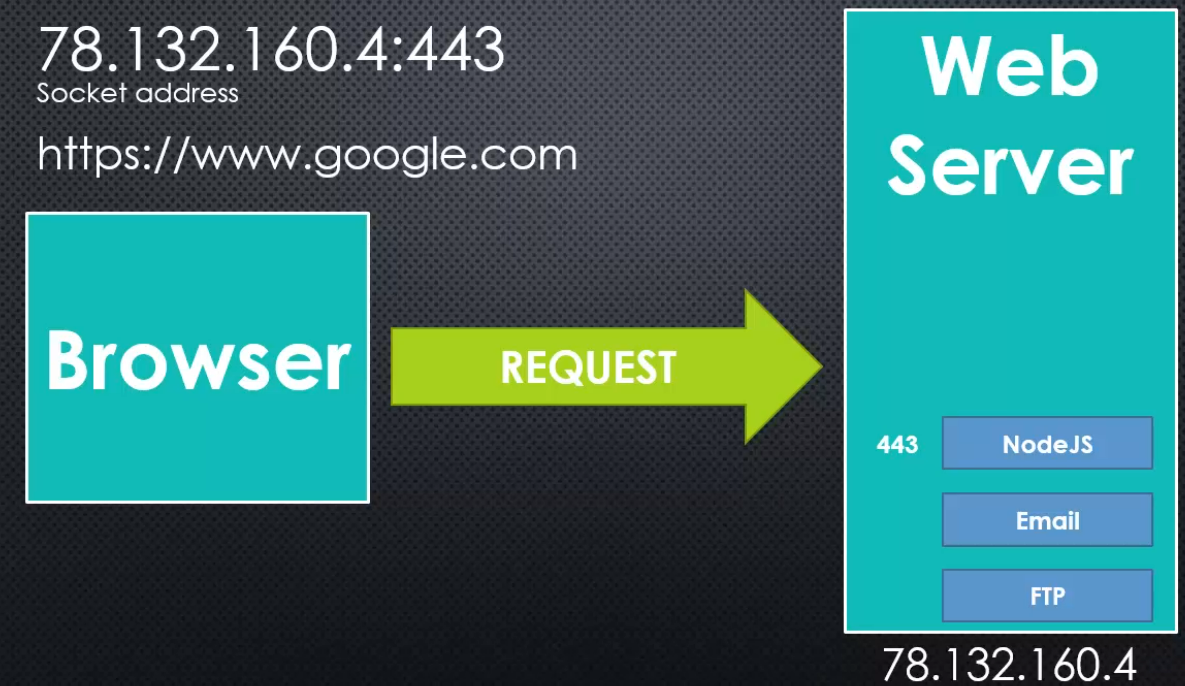 78.132.160.4:443
Socket address
https://www.google.com
Browser
REQUEST
Web
Server
443 NodeJS
Email
FTP
78.132.160.4